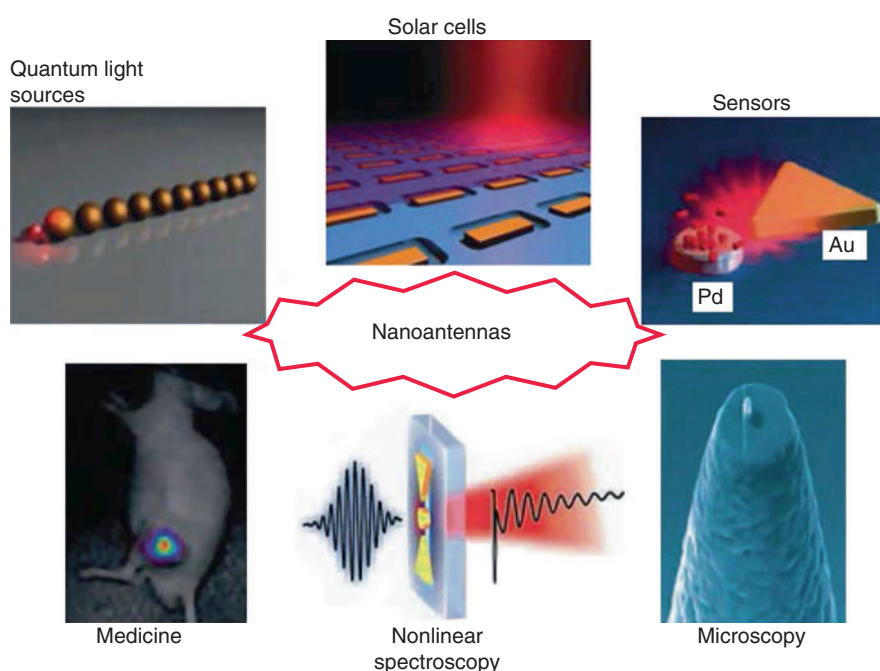 Solar cells
Quantum light
sources
Sensors
Au
Pd
Nanoantennas
Medicine
Nonlinear
spectroscopy
Microscopy